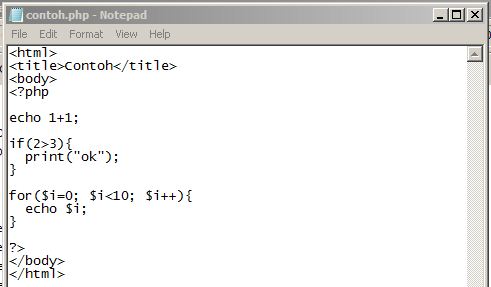 contoh.php - Notepad
File Edit Format View Help
<html>
<title>Contoh</title>
<body>
<?php
echo 1+1;
if(2>3){
  print("ok");
}
for($i=0; $i<10; $i++){
  echo $i;
}
?>
</body>
</html>